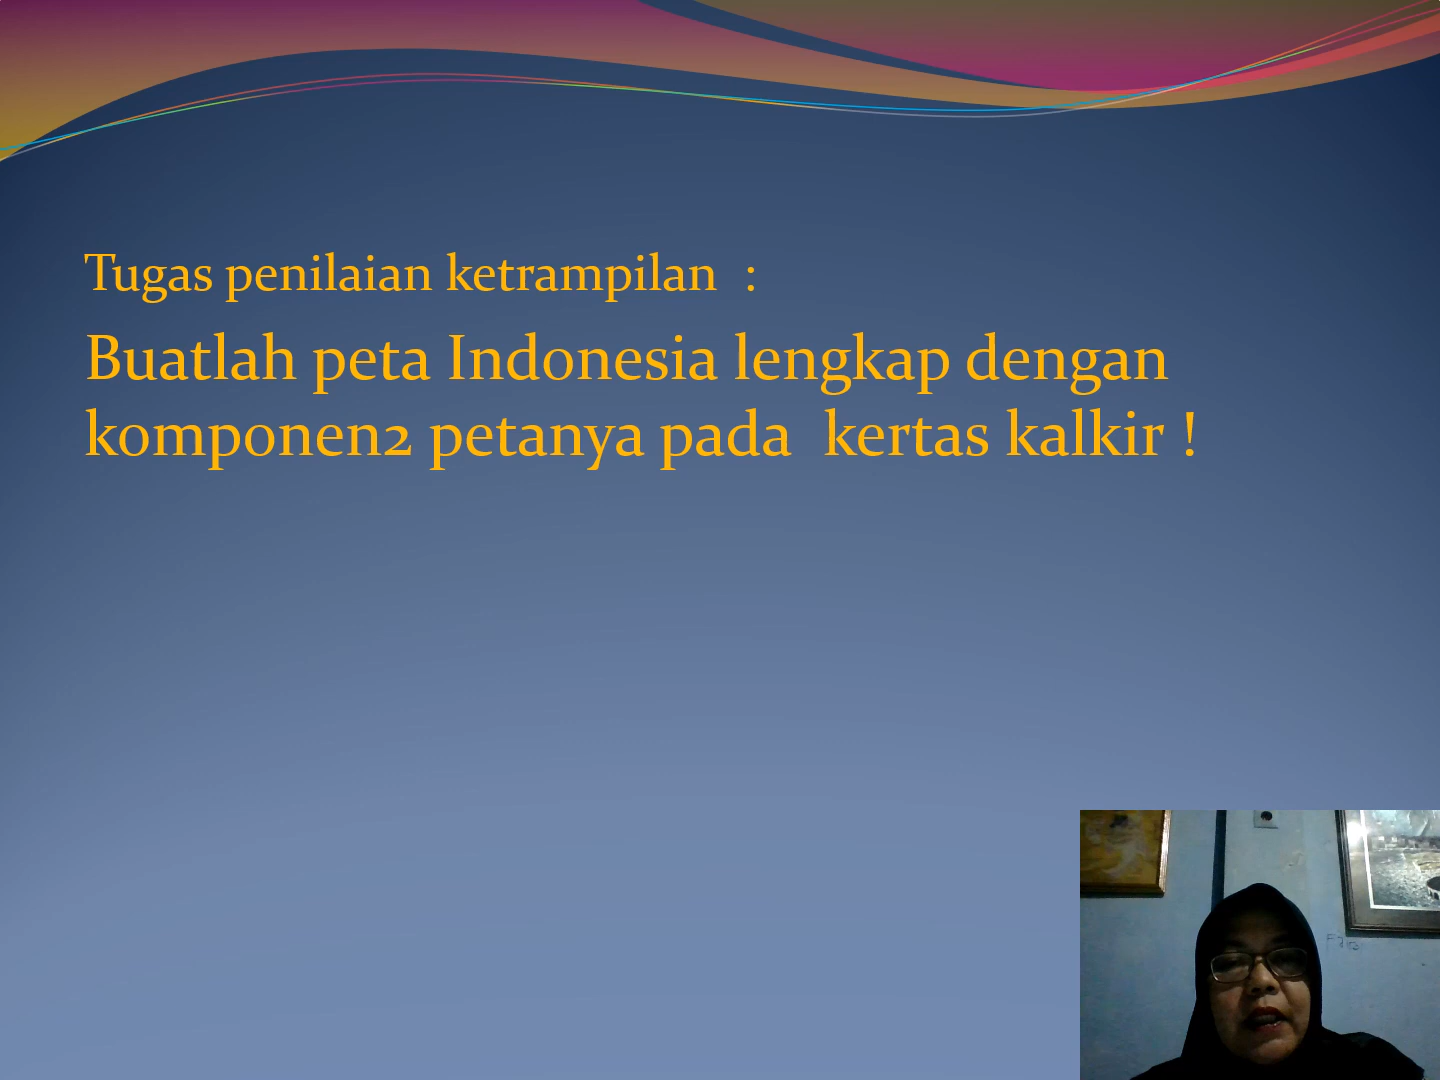 Tugas penilaian ketrampilan  :
Buatlah peta Indonesia lengkap dengan
komponen2 petanya pada  kertas kalkir !